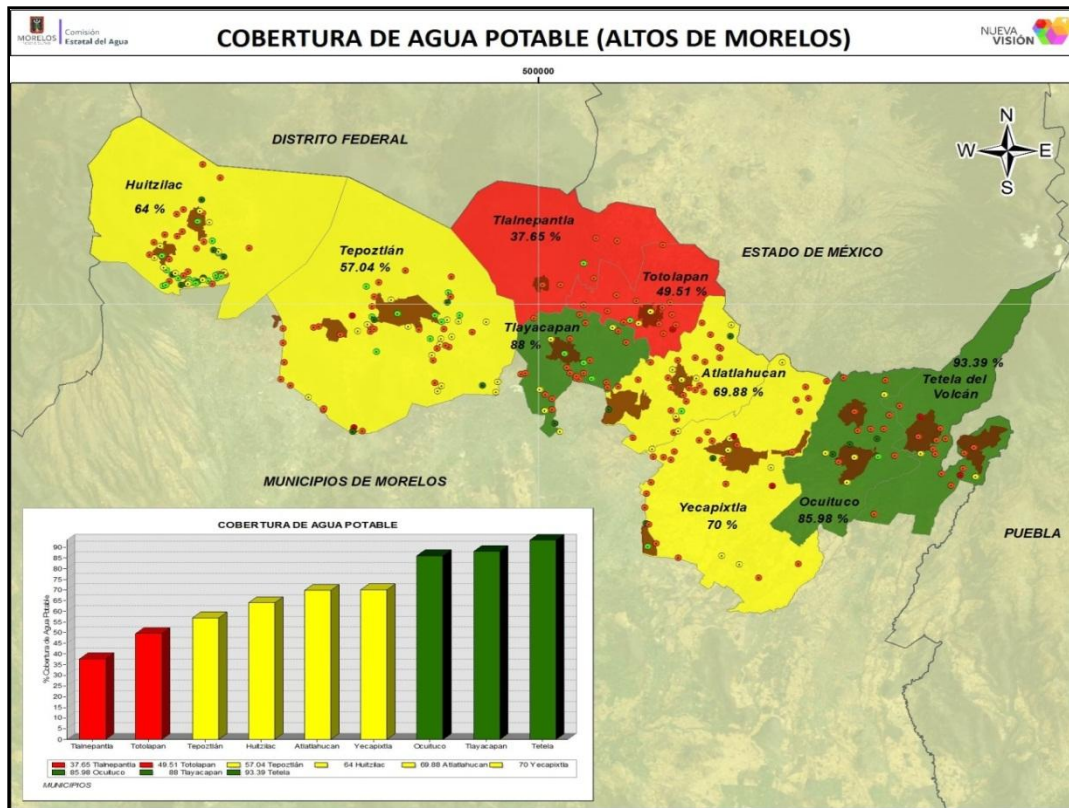 MORELOS
Comisión
Estatal del Agua
COBERTURA DE AGUA POTABLE (ALTOS DE MORELOS)
NUEVA
VISIÓN
500000
DISTRITO FEDERAL
N
W E
S
Huitzilac
64 %
Tlalnepantla
37.65 %
Tepoztlán
57.04 %
ESTADO DE MÉXICO
Totolapan
49.51 %
Tlayacapan
88 %
93.39 %
Tetela del
Volcán
Atlatlahucan
69.88 %
MUNICIPIOS DE MORELOS
Yecapixtla
70 %
Ocuituco
85.98 %
PUEBLA
COBERTURA DE AGUA POTABLE
% Cobertura de Agua Potable
90
85
80
75
70
65
60
55
50
45
40
35
30
25
20
15
10
5
0
Tlalnepantla Totolapan Tepoztlán Huitzilac Atlatlahucan Yecapixtla Ocuituco Tlayacapan Tetela
37.65 Tlalnepantla 49.51 Totolapan 57.04 Tepoztlán 64 Huitzilac 69.88 Atlatlahucan 70 Yecapixtla
85.98 Ocuituco 88 Tlayacapan 93.39 Tetela
MUNICIPIOS